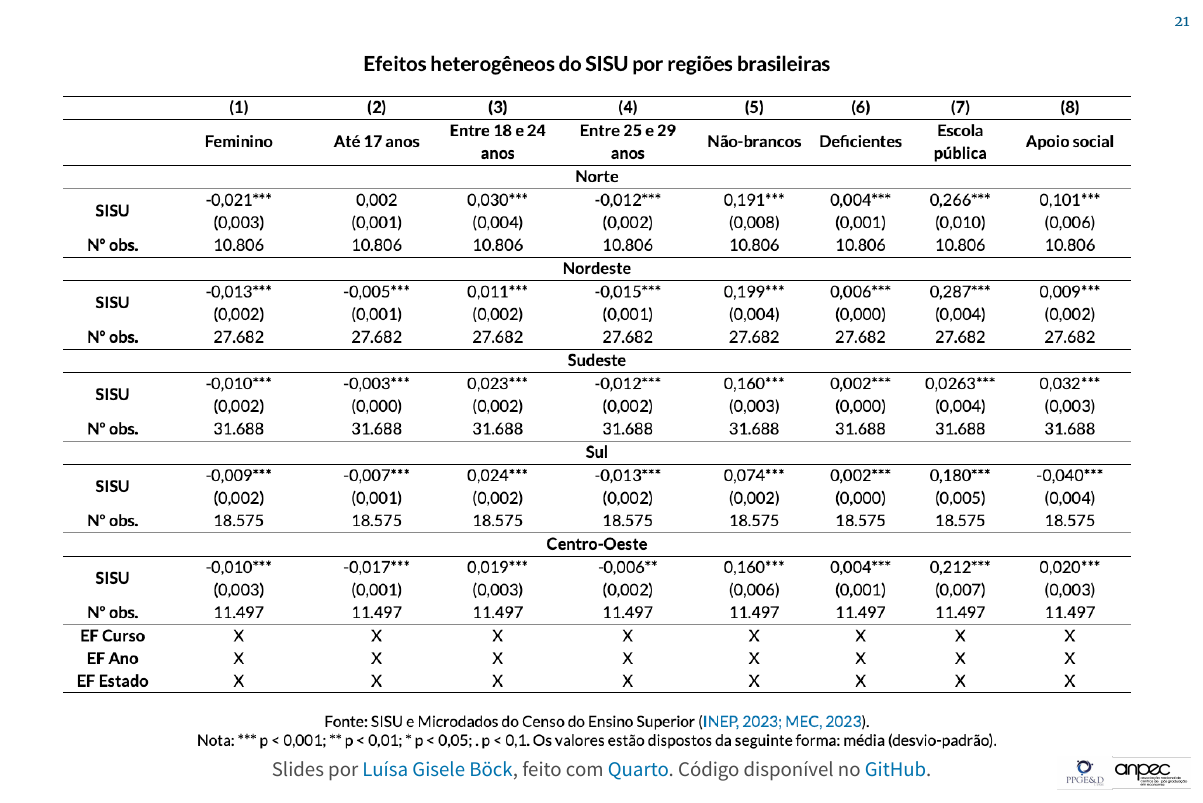 21
Efeitos heterogêneos do SISU por regiões brasileiras
(1) (2) (3) (4) (5) (6) (7) (8)
Feminino Até 17 anos Entre 18 e 24 anos Entre 25 e 29 anos Não-brancos Deficientes Escola pública Apoio social
Norte
SISU -0,021*** 0,002 0,030*** -0,012*** 0,191*** 0,004*** 0,266*** 0,101***
(0,003) (0,001) (0,004) (0,002) (0,008) (0,001) (0,010) (0,006)
Nº obs. 10.806 10.806 10.806 10.806 10.806 10.806 10.806 10.806
Nordeste
SISU -0,013*** -0,005*** 0,011*** -0,015*** 0,199*** 0,006*** 0,287*** 0,009***
(0,002) (0,001) (0,002) (0,001) (0,004) (0,000) (0,004) (0,002)
Nº obs. 27.682 27.682 27.682 27.682 27.682 27.682 27.682 27.682
Sudeste
SISU -0,010*** -0,003*** 0,023*** -0,012*** 0,160*** 0,002*** 0,0263*** 0,032***
(0,002) (0,000) (0,002) (0,002) (0,003) (0,000) (0,004) (0,003)
Nº obs. 31.688 31.688 31.688 31.688 31.688 31.688 31.688 31.688
Sul
SISU -0,009*** -0,007*** 0,024*** -0,013*** 0,074*** 0,002*** 0,180*** -0,040***
(0,002) (0,001) (0,002) (0,002) (0,002) (0,000) (0,005) (0,004)
Nº obs. 18.575 18.575 18.575 18.575 18.575 18.575 18.575 18.575
Centro-Oeste
SISU -0,010*** -0,017*** 0,019*** -0,006** 0,160*** 0,004*** 0,212*** 0,020***
(0,003) (0,001) (0,003) (0,002) (0,006) (0,001) (0,007) (0,003)
Nº obs. 11.497 11.497 11.497 11.497 11.497 11.497 11.497 11.497
EF Curso X X X X X X X X
EF Ano X X X X X X X X
EF Estado X X X X X X X X
Fonte: SISU e Microdados do Censo do Ensino Superior (INEP, 2023; MEC, 2023).
Nota: *** p < 0,001; ** p < 0,01; * p < 0,05; . p < 0,1. Os valores estão dispostos da seguinte forma: média (desvio-padrão).
Slides por Luísa Gisele Böck, feito com Quarto. Código disponível no GitHub.
PPGE&D
anpec